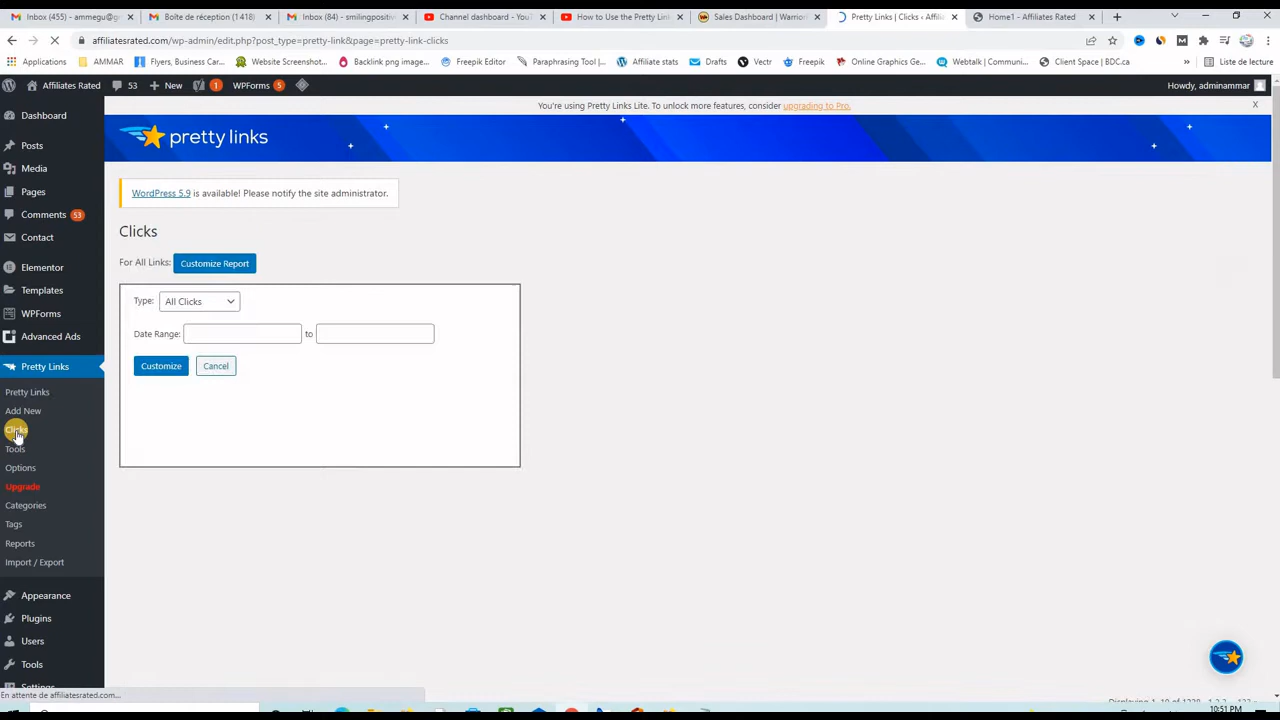 Inbox (455) - ammegu@g
Boîte de réception (1 418)
Inbox (84) - smilingpositiv
Channel dashboard - You
How to Use the Pretty Link
Sales Dashboard | Warrior
Pretty Links | Clicks ‹ Affilia
Home1 - Affiliates Rated
affiliatesrated.com/wp-admin/edit.php?post_type=pretty-link&page=pretty-link-clicks
Applications
AMMAR
Flyers, Business Car...
Website Screenshot...
Backlink png image...
Freepik Editor
Paraphrasing Tool |...
Affiliate stats
Drafts
Vectr
Freepik
Online Graphics Ge...
Webtalk | Communi...
Client Space | BDC.ca
»
Liste de lecture
Affiliates Rated
53
New
1
WPForms 5
Howdy, adminammar
Dashboard
Posts
Media
Pages
Comments 53
Contact
Elementor
Templates
WPForms
Advanced Ads
Pretty Links
Pretty Links
Add New
Clicks
Tools
Options
Upgrade
Categories
Tags
Reports
Import / Export
Appearance
Plugins
Users
Tools
Settings
You're using Pretty Links Lite. To unlock more features, consider upgrading to Pro.
X
pretty links
WordPress 5.9 is available! Please notify the site administrator.
Clicks
For All Links: Customize Report
Type: All Clicks
Date Range: to
Customize Cancel
En attente de affiliatesrated.com...
10:51 PM